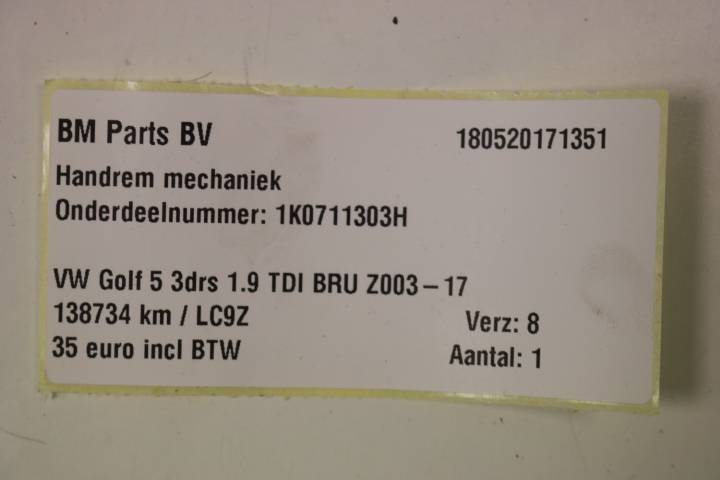 BM Parts BV 180520171351
Handrem mechaniek
Onderdeelnummer: 1K0711303H
VW Golf 5 3drs 1.9 TDI BRU Z003-17
138734 km / LC9Z Verz: 8
35 euro incl BTW Aantal: 1